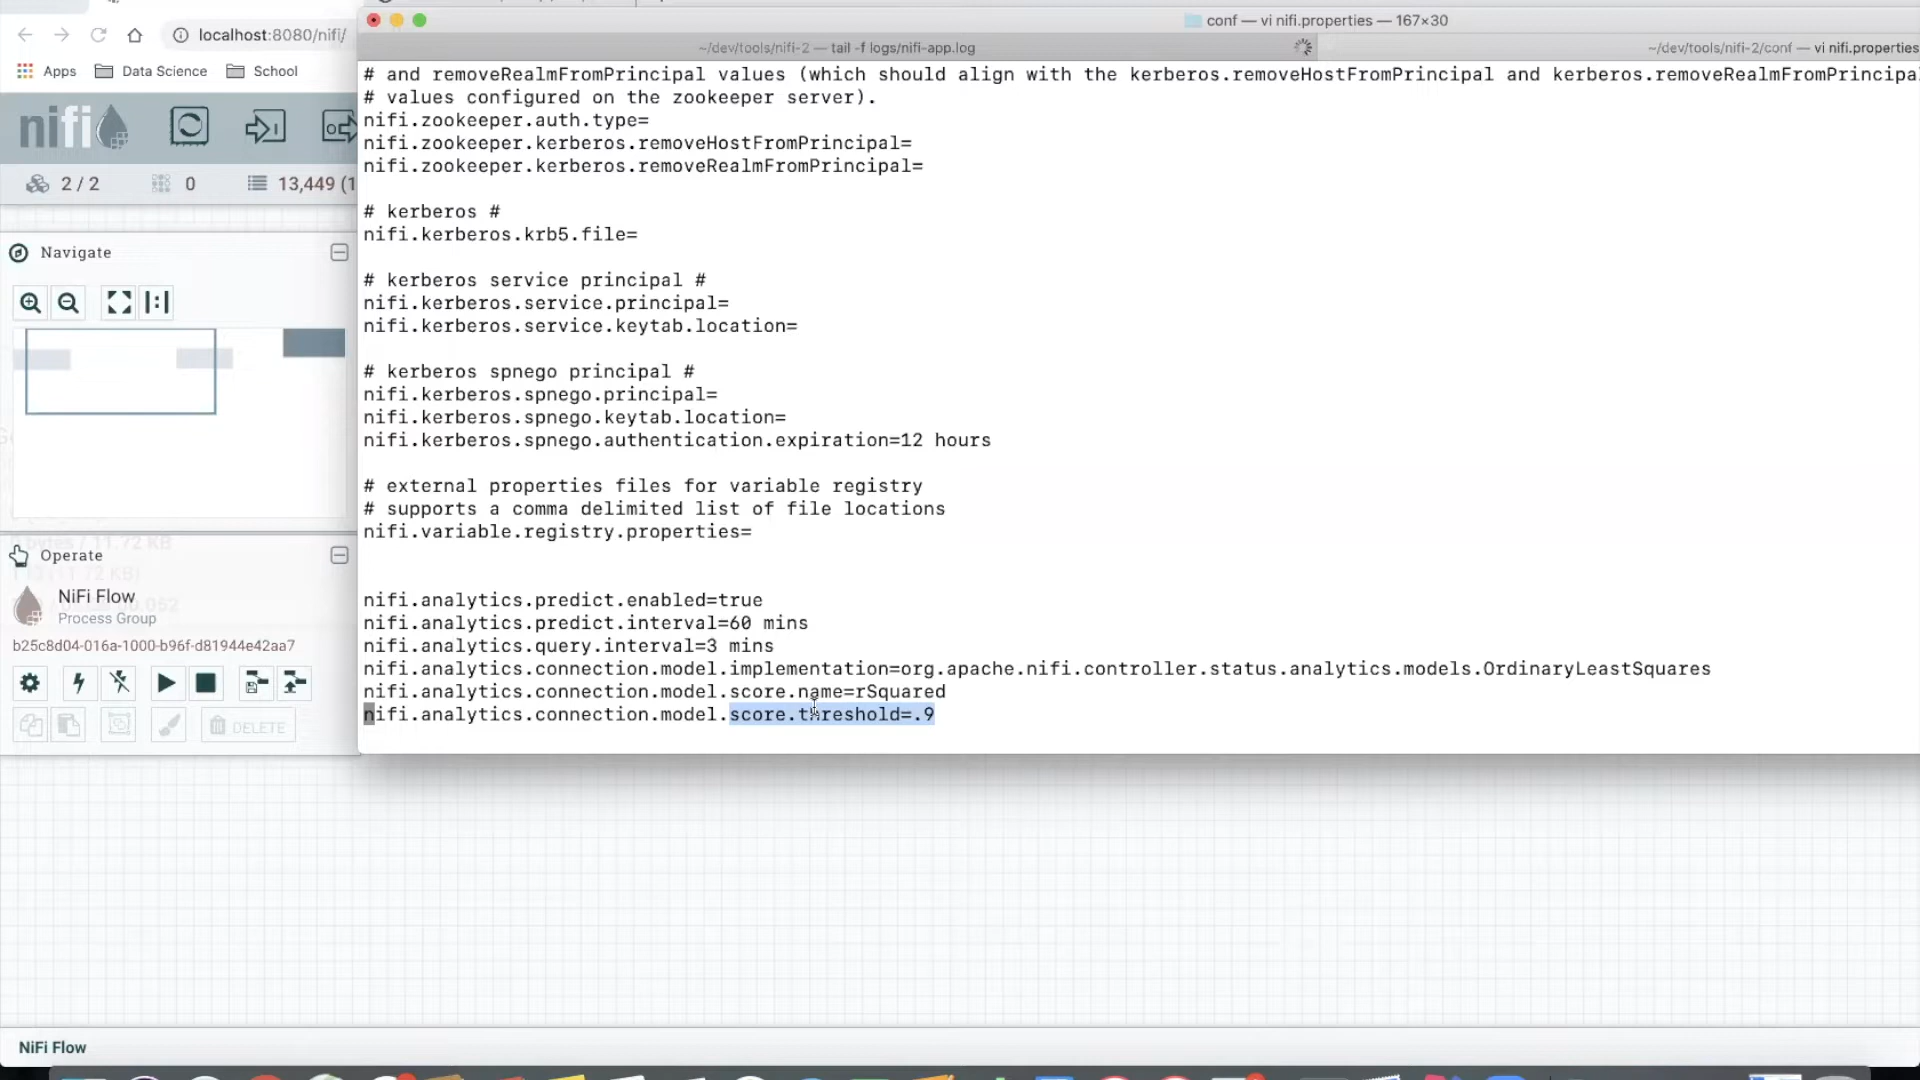 conf — vi nifi.properties — 167×30
localhost:8080/nifi/
~/dev/tools/nifi-2 — tail -f logs/nifi-app.log
~/dev/tools/nifi-2/conf — vi nifi.properties
Apps
Data Science
School
nifi
2 / 2
0
13,449 (1
# and removeRealmFromPrincipal values (which should align with the kerberos.removeHostFromPrincipal and kerberos.removeRealmFromPrincipa
# values configured on the zookeeper server).
nifi.zookeeper.auth.type=
nifi.zookeeper.kerberos.removeHostFromPrincipal=
nifi.zookeeper.kerberos.removeRealmFromPrincipal=
# kerberos #
nifi.kerberos.krb5.file=
# kerberos service principal #
nifi.kerberos.service.principal=
nifi.kerberos.service.keytab.location=
# kerberos spnego principal #
nifi.kerberos.spnego.principal=
nifi.kerberos.spnego.keytab.location=
nifi.kerberos.spnego.authentication.expiration=12 hours
# external properties files for variable registry
# supports a comma delimited list of file locations
nifi.variable.registry.properties=
nifi.analytics.predict.enabled=true
nifi.analytics.predict.interval=60 mins
nifi.analytics.query.interval=3 mins
nifi.analytics.connection.model.implementation=org.apache.nifi.controller.status.analytics.models.OrdinaryLeastSquares
nifi.analytics.connection.model.score.name=rSquared
nifi.analytics.connection.model.score.threshold=.9
Navigate
Operate
NiFi Flow
Process Group
b25c8d04-016a-1000-b96f-d81944e42aa7
DELETE
NiFi Flow